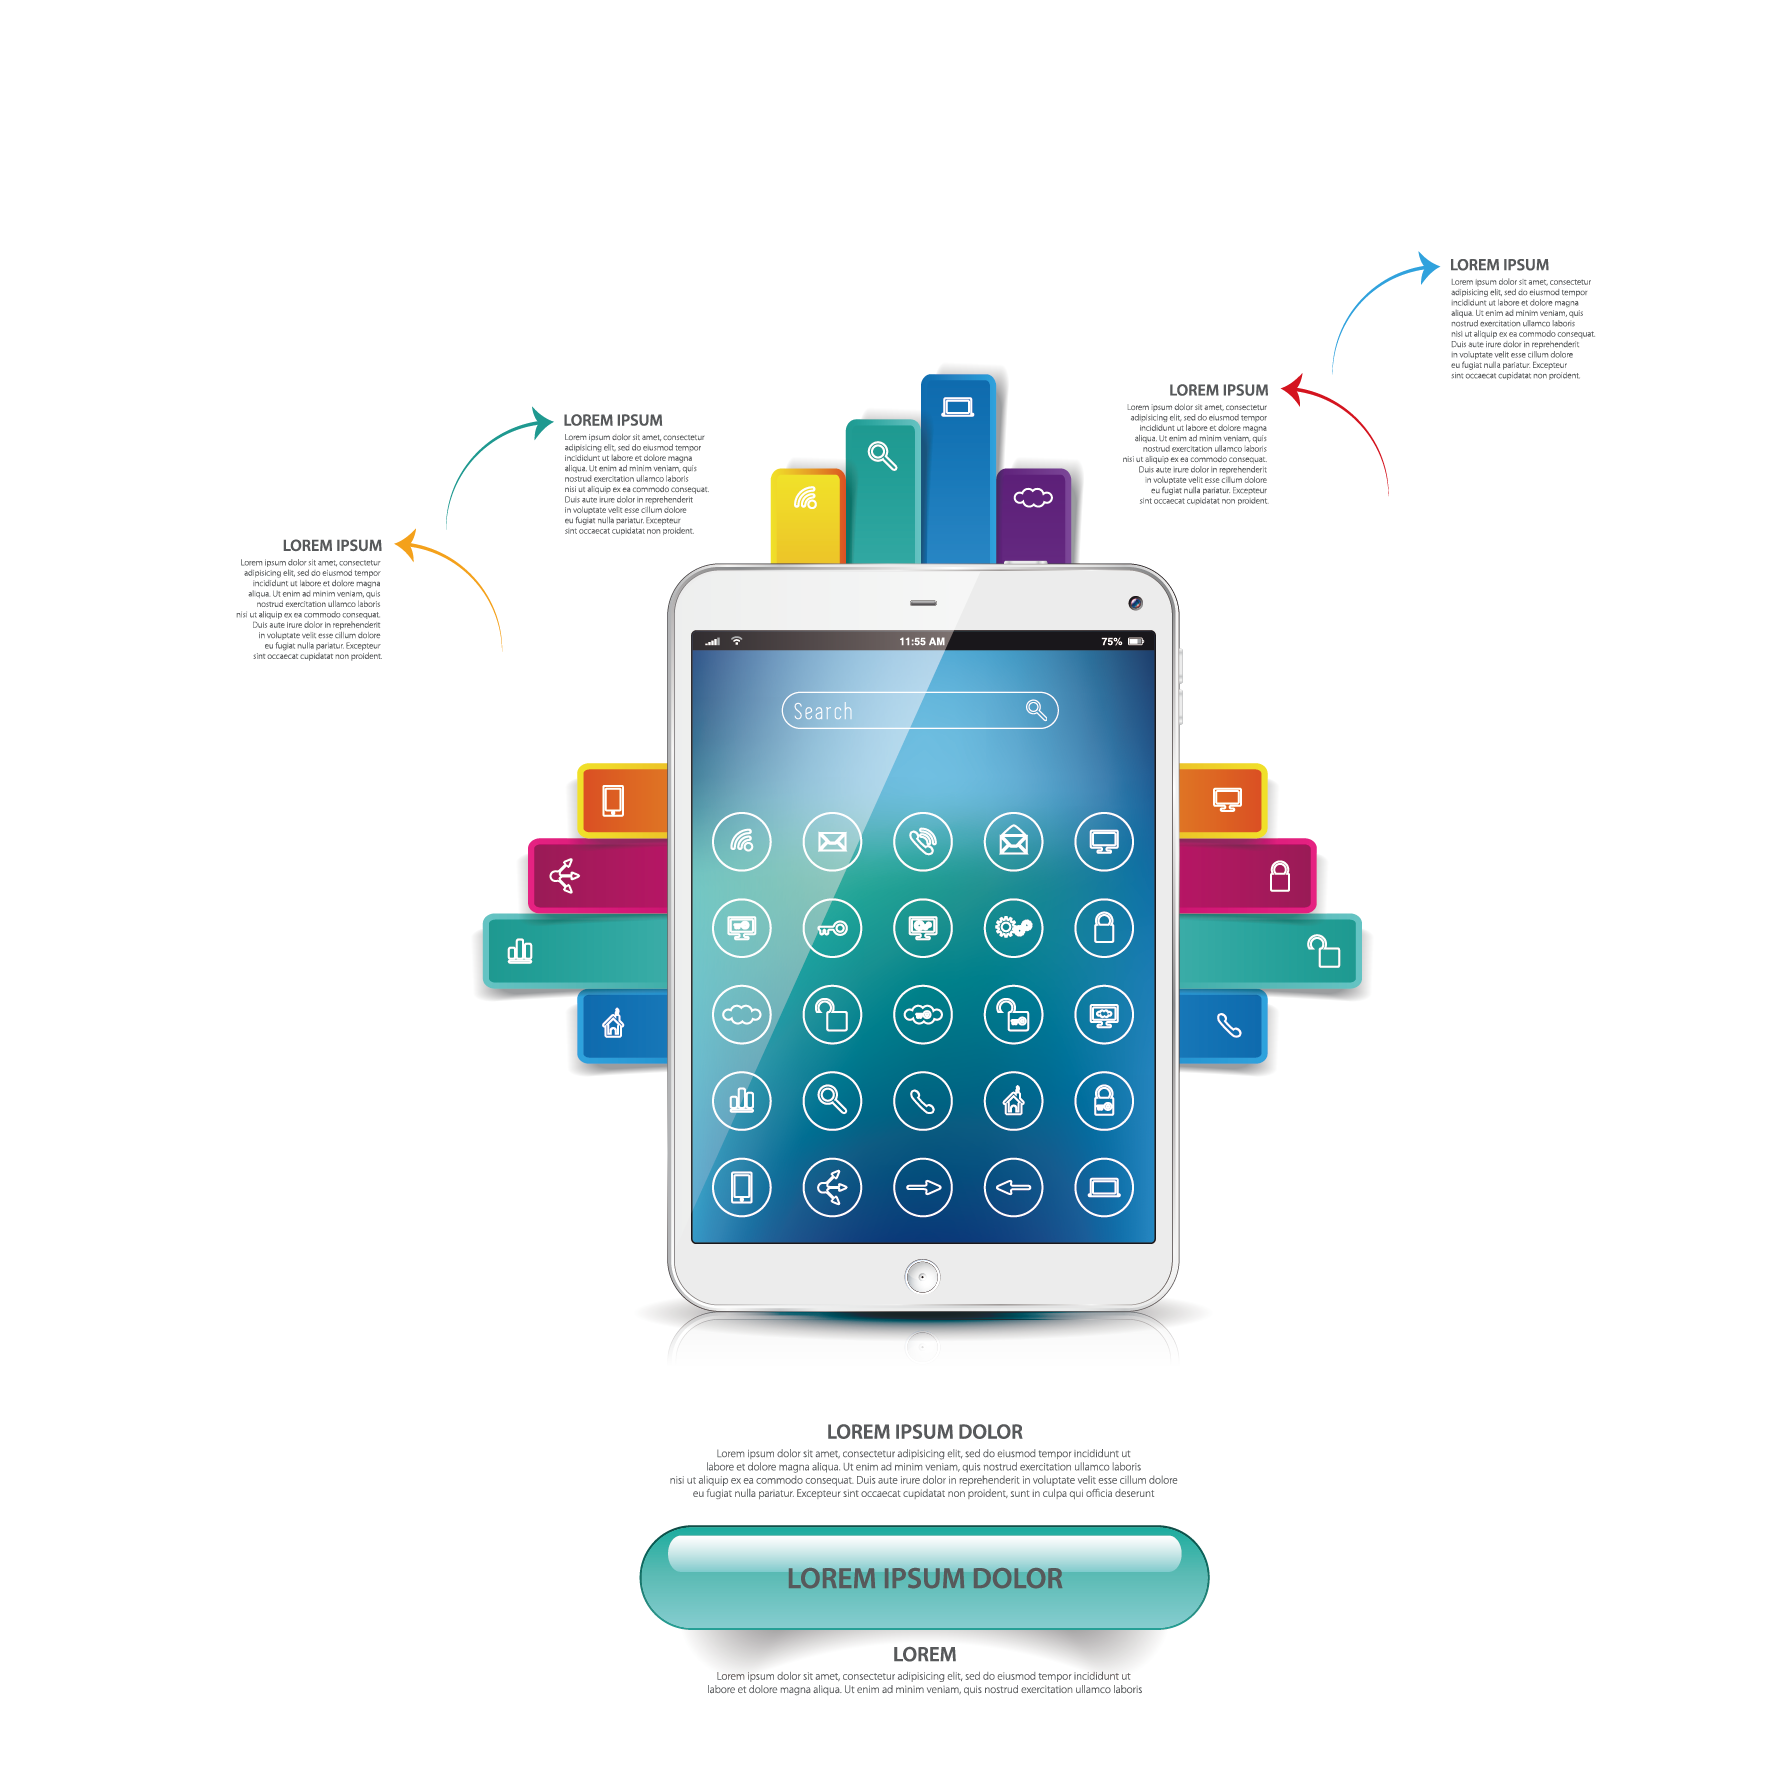 LOREM IPSUM
Lorem ipsum dolor sit amet, consectetur
adipisicing elit, sed do eiusmod tempor
incididunt ut labore et dolore magna
aliqua. Ut enim ad minim veniam, quis
nostrud exercitation ullamco laboris
nisi ut aliquip ex ea commodo consequat.
Duis aute irure dolor in reprehenderit
in voluptate velit esse cillum dolore
eu fugiat nulla pariatur. Excepteur
sint occaecat cupidatat non proident.
LOREM IPSUM
Lorem ipsum dolor sit amet, consectetur
adipisicing elit, sed do eiusmod tempor
incididunt ut labore et dolore magna
aliqua. Ut enim ad minim veniam, quis
nostrud exercitation ullamco laboris
nisi ut aliquip ex ea commodo consequat.
Duis aute irure dolor in reprehenderit
in voluptate velit esse cillum dolore
eu fugiat nulla pariatur. Excepteur
sint occaecat cupidatat non proident.
LOREM IPSUM
Lorem ipsum dolor sit amet, consectetur
adipisicing elit, sed do eiusmod tempor
incididunt ut labore et dolore magna
aliqua. Ut enim ad minim veniam, quis
nostrud exercitation ullamco laboris
nisi ut aliquip ex ea commodo consequat.
Duis aute irure dolor in reprehenderit
in voluptate velit esse cillum dolore
eu fugiat nulla pariatur. Excepteur
sint occaecat cupidatat non proident.
LOREM IPSUM
Lorem ipsum dolor sit amet, consectetur
adipisicing elit, sed do eiusmod tempor
incididunt ut labore et dolore magna
aliqua. Ut enim ad minim veniam, quis
nostrud exercitation ullamco laboris
nisi ut aliquip ex ea commodo consequat.
Duis aute irure dolor in reprehenderit
in voluptate velit esse cillum dolore
eu fugiat nulla pariatur. Excepteur
sint occaecat cupidatat non proident.
11:55 AM 75%
Search
LOREM IPSUM DOLOR
Lorem ipsum dolor sit amet, consectetur adipisicing elit, sed do eiusmod tempor incididunt ut
labore et dolore magna aliqua. Ut enim ad minim veniam, quis nostrud exercitation ullamco laboris
nisi ut aliquip ex ea commodo consequat. Duis aute irure dolor in reprehenderit in voluptate velit esse cillum dolore
eu fugiat nulla pariatur. Excepteur sint occaecat cupidatat non proident, sunt in culpa qui officia deserunt
LOREM IPSUM DOLOR
LOREM
Lorem ipsum dolor sit amet, consectetur adipisicing elit, sed do eiusmod tempor incididunt ut
labore et dolore magna aliqua. Ut enim ad minim veniam, quis nostrud exercitation ullamco laboris